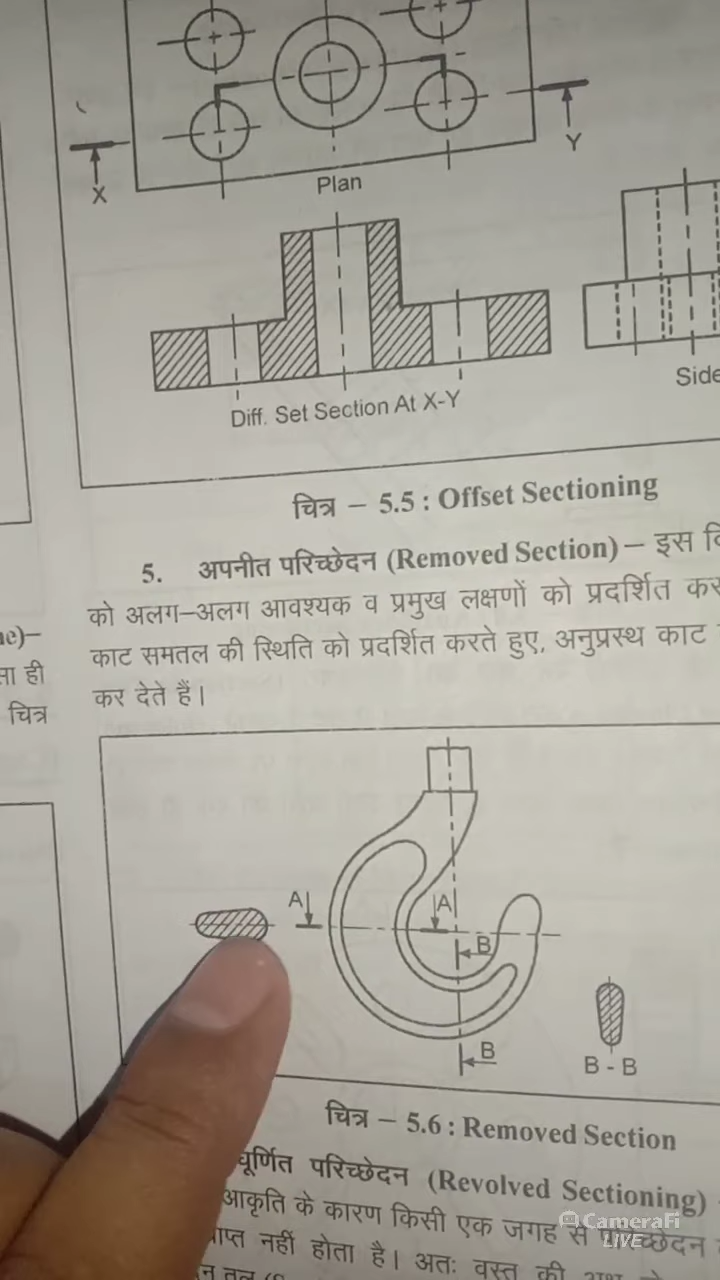 X
Y
Plan
Diff. Set Section At X-Y
Side
चित्र – 5.5 : Offset Sectioning
5. अपनीत परिच्छेदन (Removed Section) – इस
को अलग–अलग आवश्यक व प्रमुख लक्षणों को प्रदर्शित
काट समतल की स्थिति को प्रदर्शित करते हुए, अनुप्रस्थ काट
कर देते हैं।
ही
चित्र
A
A
B
B
B - B
चित्र – 5.6 : Removed Section
घूर्णित परिच्छेदन (Revolved Sectioning)
आकृति के कारण किसी एक जगह से परिच्छेदन
नहीं होता है। अतः वस्तु की
CameraFi
LIVE